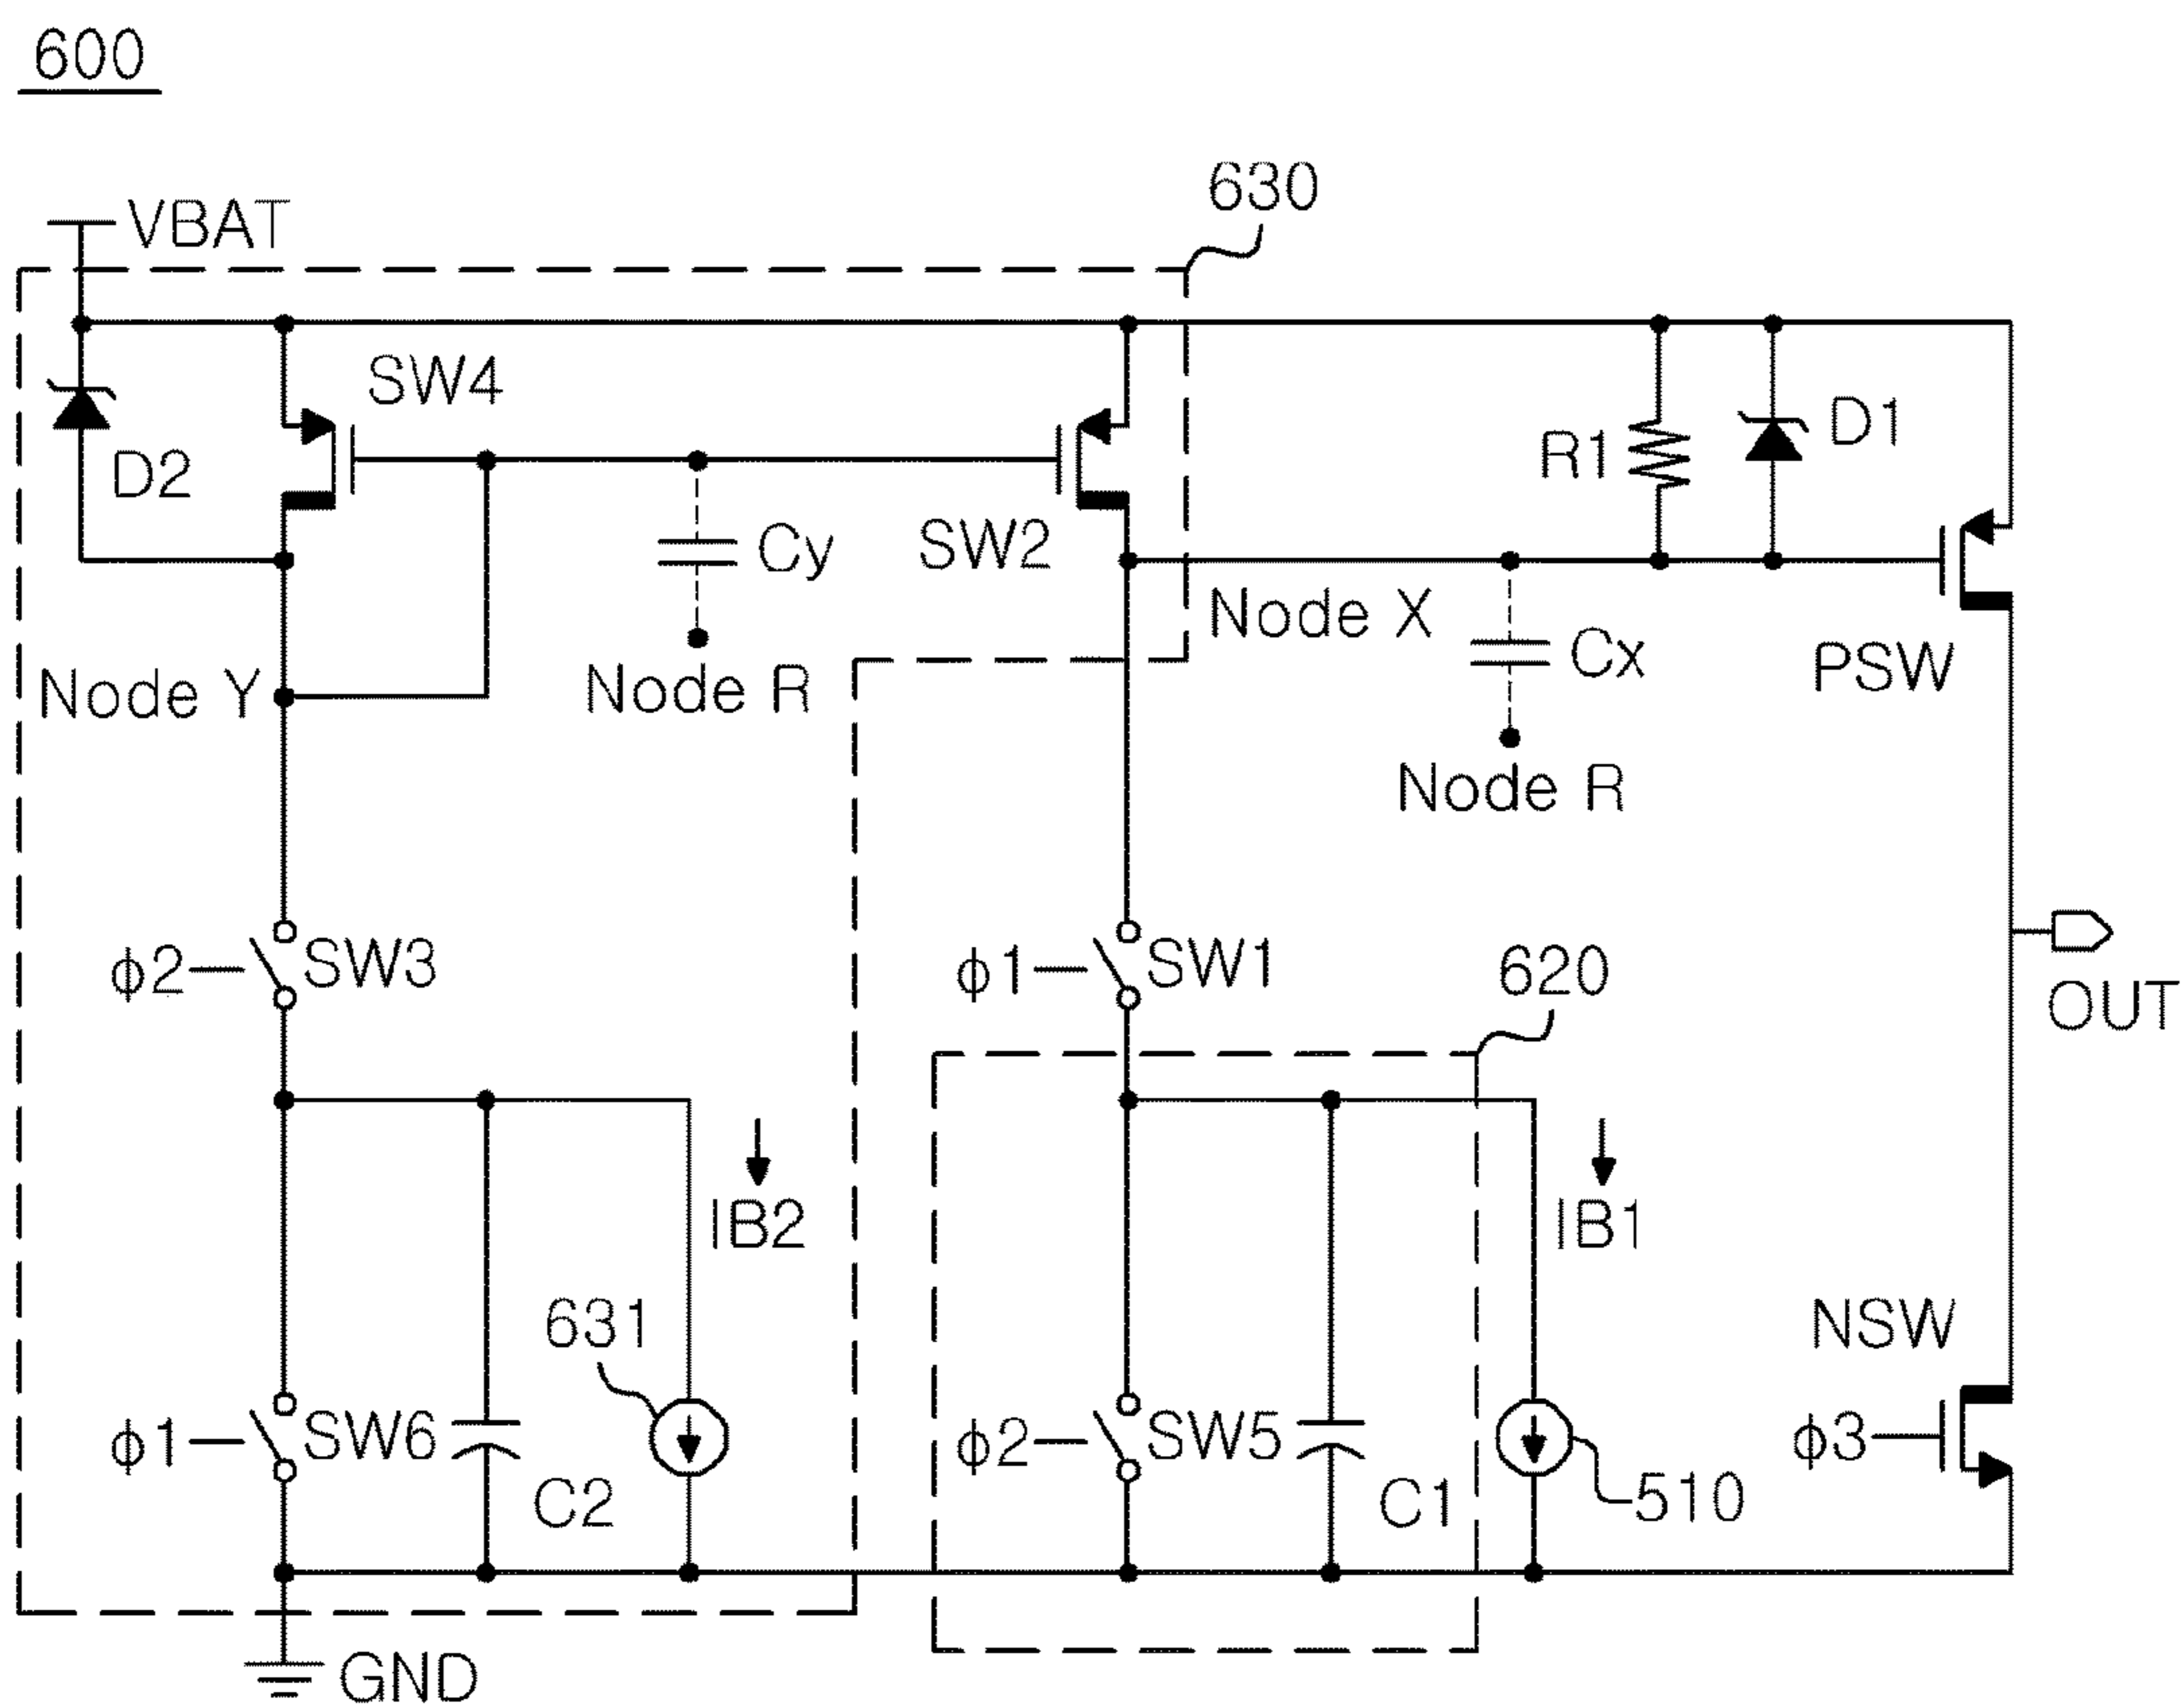 600
630
VBAT
SW4
D2
Cy
SW2
R1
D1
Node X
Cx
PSW
Node Y
Node R
Node R
ϕ2
SW3
ϕ1
SW1
620
OUT
IB2
IB1
631
NSW
ϕ1
SW6
C2
ϕ2
SW5
C1
510
ϕ3
GND